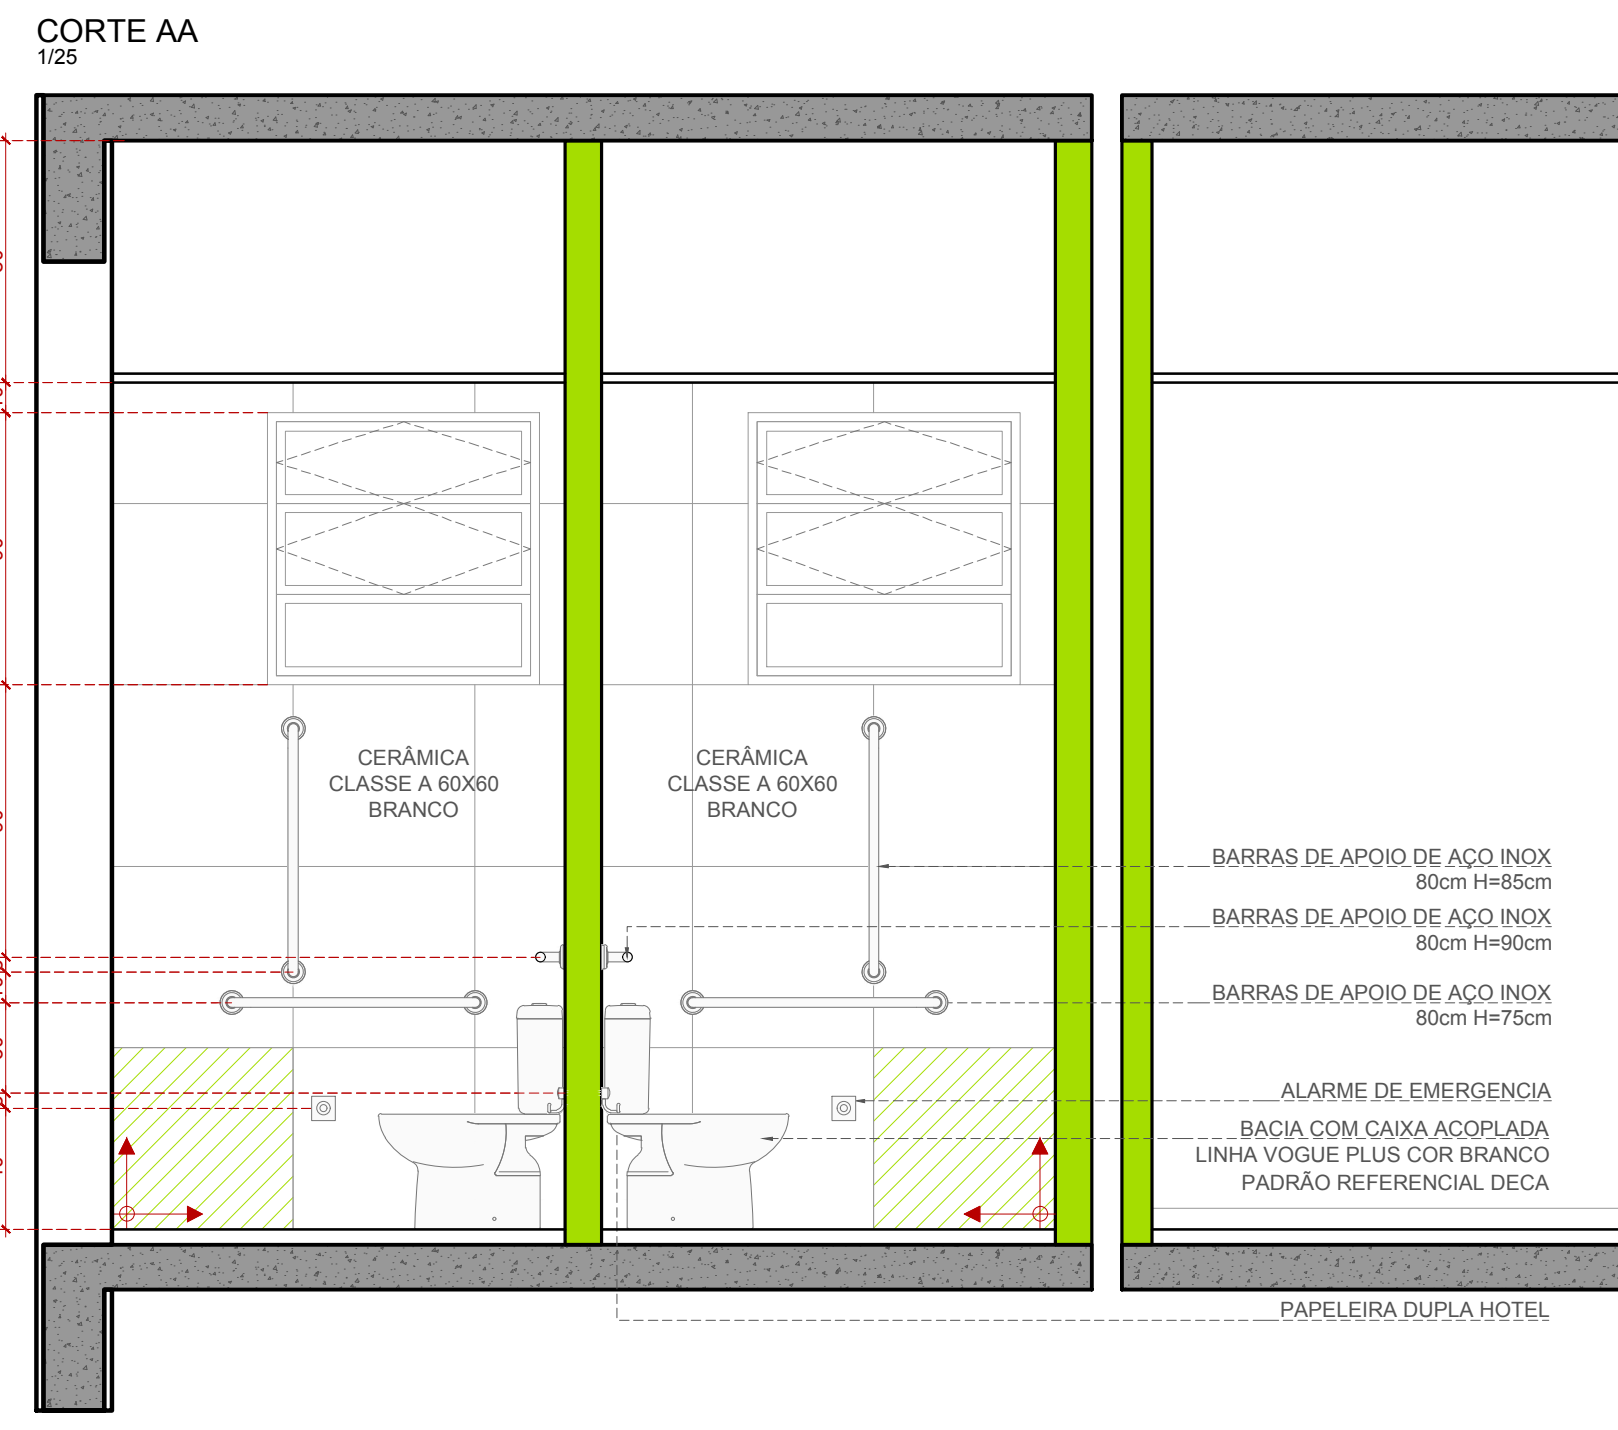 CORTE AA
1/25
CERÂMICA
CLASSE A 60X60
BRANCO
CERÂMICA
CLASSE A 60X60
BRANCO
BARRAS DE APOIO DE AÇO INOX
80cm H=85cm
BARRAS DE APOIO DE AÇO INOX
80cm H=90cm
BARRAS DE APOIO DE AÇO INOX
80cm H=75cm
ALARME DE EMERGENCIA
BACIA COM CAIXA ACOPLADA
LINHA VOGUE PLUS COR BRANCO
PADRÃO REFERENCIAL DECA
PAPELEIRA DUPLA HOTEL